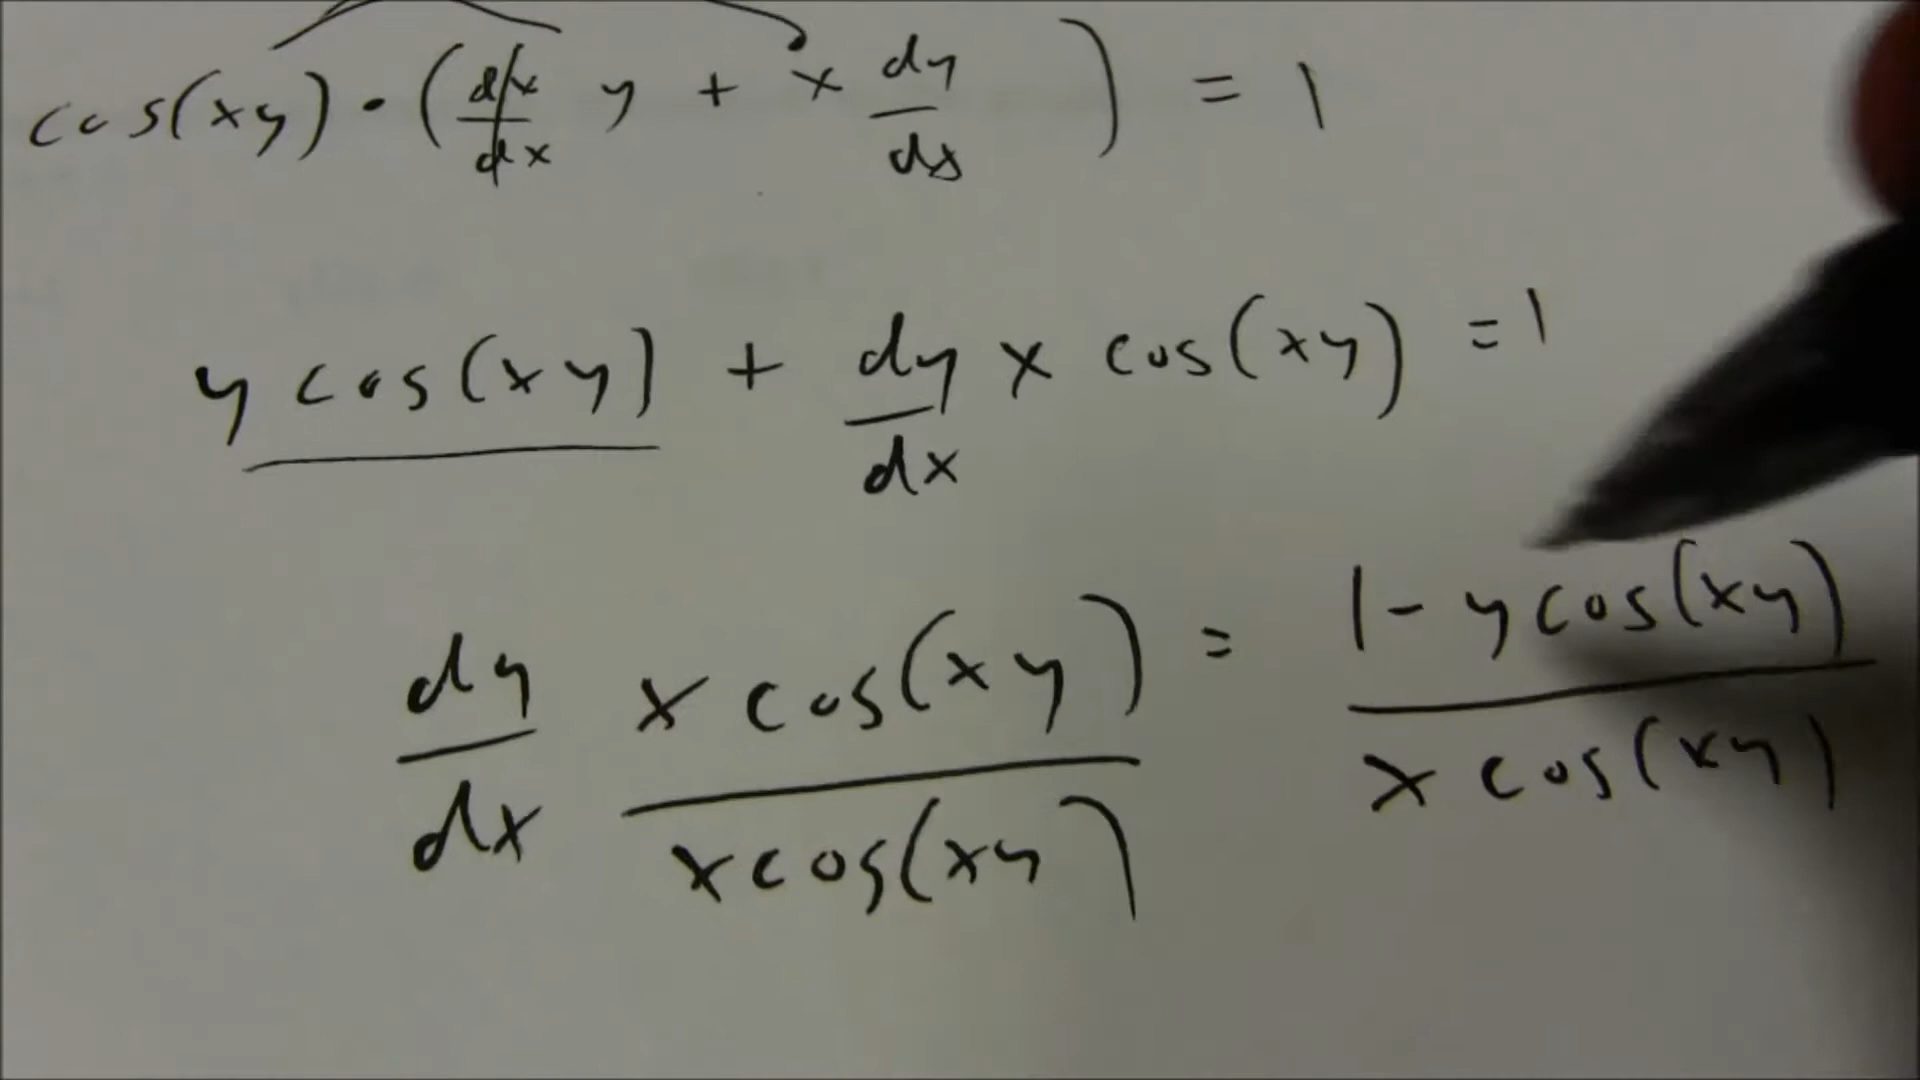 cos(xy) · (dx/dx y + x dy/dx) = 1
y cos(xy) + dy/dx x cos(xy) = 1
dy/dx x cos(xy)/x cos(xy) = 1 - y cos(xy)/x cos(xy)